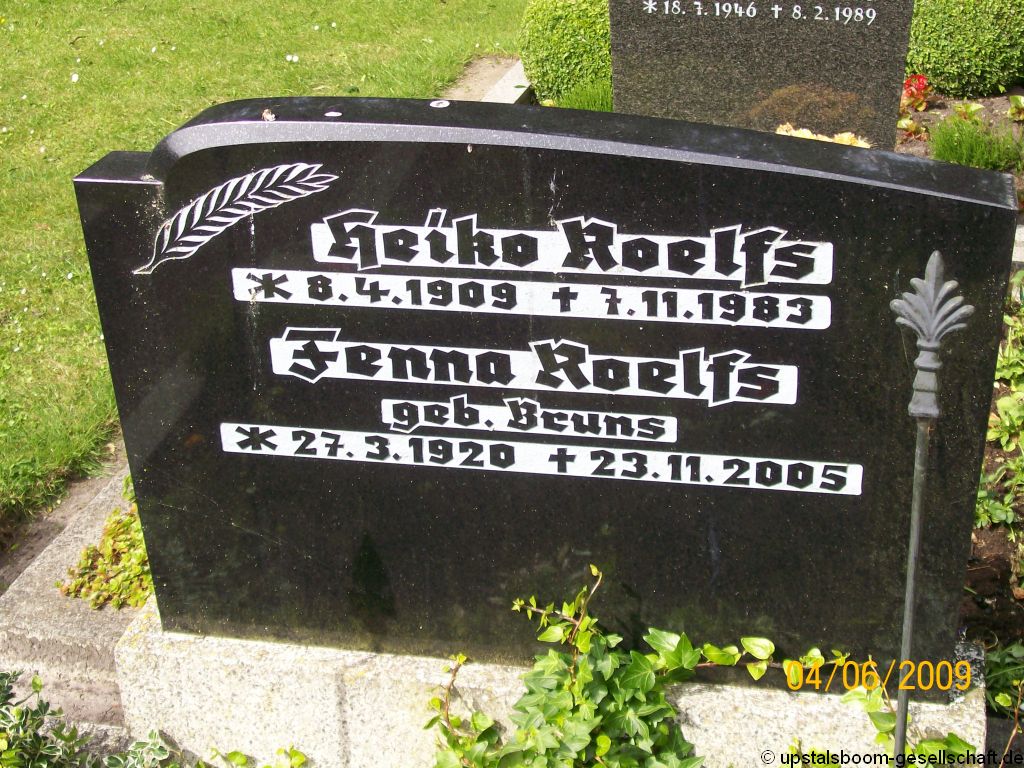 * 18.7.1946 † 8.2.1989
Heiko Roelfs
* 8.4.1909 † 7.11.1983
Fenna Roelfs
geb. Bruns
* 27.3.1920 † 23.11.2005
04/06/2009
© upstalsboom-gesellschaft.de